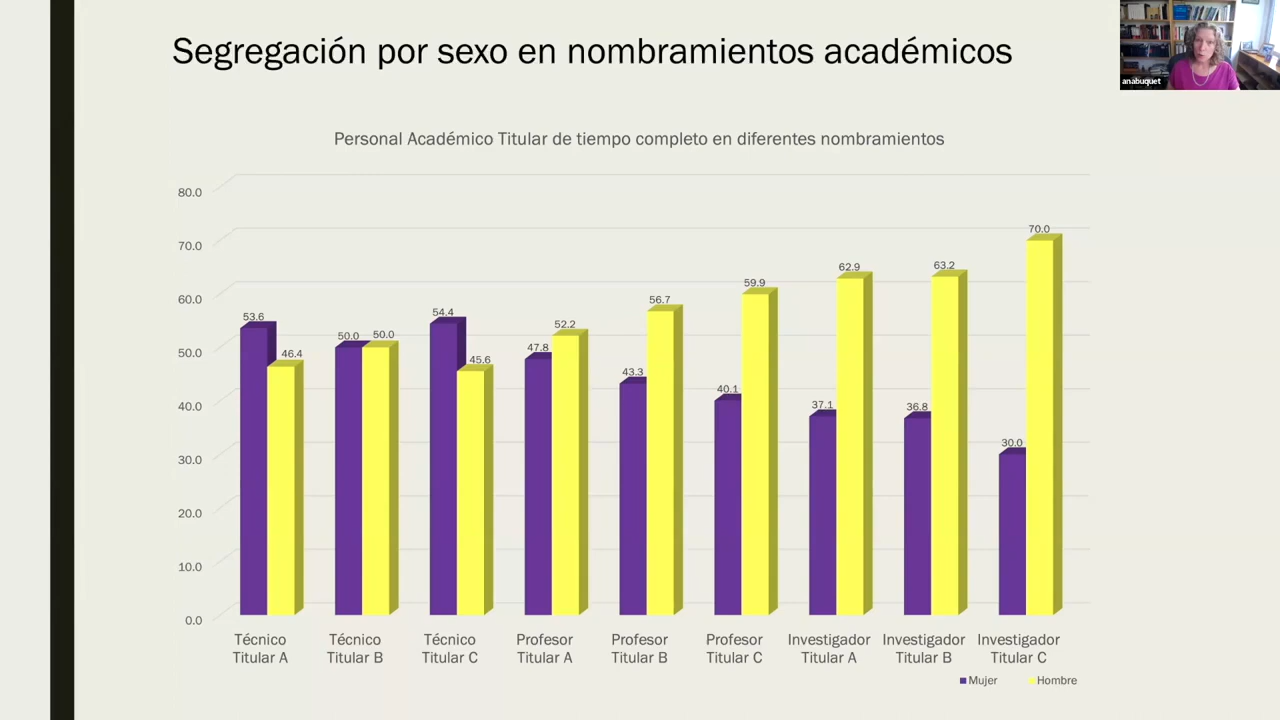 Segregación por sexo en nombramientos académicos
anabuquet
Personal Académico Titular de tiempo completo en diferentes nombramientos
80.0
70.0
60.0
50.0
40.0
30.0
20.0
10.0
0.0
53.6
46.4
50.0
50.0
54.4
45.6
47.8
52.2
43.3
56.7
40.1
59.9
37.1
62.9
36.8
63.2
30.0
70.0
Técnico
Titular A
Técnico
Titular B
Técnico
Titular C
Profesor
Titular A
Profesor
Titular B
Profesor
Titular C
Investigador
Titular A
Investigador
Titular B
Investigador
Titular C
Mujer
Hombre